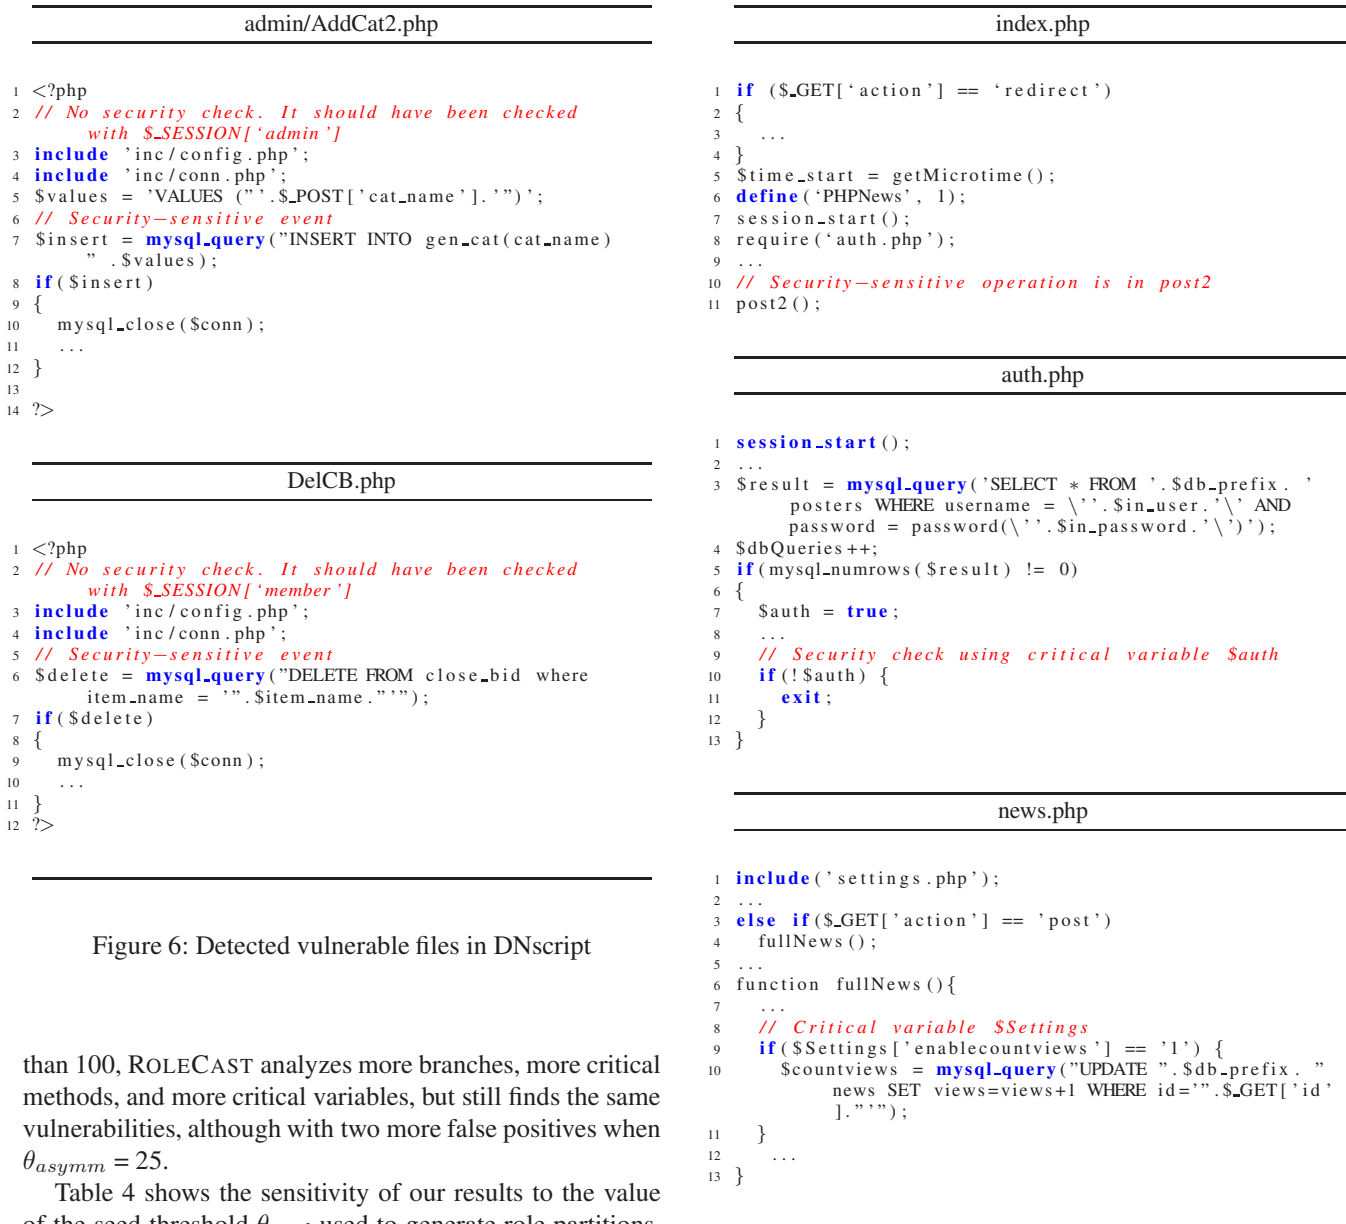 admin/AddCat2.php
1 <?php
2 // No security check. It should have been checked
with $_SESSION['admin']
3 include 'inc/config.php';
4 include 'inc/conn.php';
5 $values = 'VALUES ("'.$_POST['cat_name'].'")';
6 // Security-sensitive event
7 $insert = mysql_query("INSERT INTO gen_cat(cat_name)
" .$values);
8 if($insert)
9 {
10 mysql_close($conn);
11 ...
12 }
13
14 ?>
DelCB.php
1 <?php
2 // No security check. It should have been checked
with $_SESSION['member']
3 include 'inc/config.php';
4 include 'inc/conn.php';
5 // Security-sensitive event
6 $delete = mysql_query("DELETE FROM close_bid where
item_name = '".$item_name."'");
7 if($delete)
8 {
9 mysql_close($conn);
10 ...
11 }
12 ?>
Figure 6: Detected vulnerable files in DNscript
than 100, ROLECAST analyzes more branches, more critical
methods, and more critical variables, but still finds the same
vulnerabilities, although with two more false positives when
θasymm = 25.
Table 4 shows the sensitivity of our results to the value
of the seed threshold used to generate role partitions.
index.php
1 if ($_GET['action'] == 'redirect')
2 {
3 ...
4 }
5 $time_start = getMicrotime();
6 define('PHPNews', 1);
7 session_start();
8 require('auth.php');
9 ...
10 // Security-sensitive operation is in post2
11 post2();
auth.php
1 session_start();
2 ...
3 $result = mysql_query('SELECT * FROM '.$db_prefix. '
posters WHERE username = \''.$in_user.'\' AND
password = password(\''.$in_password.'\')');
4 $dbQueries++;
5 if(mysql_numrows($result) != 0)
6 {
7 $auth = true;
8 ...
9 // Security check using critical variable $auth
10 if(!$auth) {
11 exit;
12 }
13 }
news.php
1 include('settings.php');
2 ...
3 else if($_GET['action'] == 'post')
4 fullNews();
5 ...
6 function fullNews(){
7 ...
8 // Critical variable $Settings
9 if($Settings['enablecountviews'] == '1') {
10 $countviews = mysql_query("UPDATE ".$db_prefix. "
news SET views=views+1 WHERE id='".$_GET['id'
]."'");
11 }
12 ...
13 }